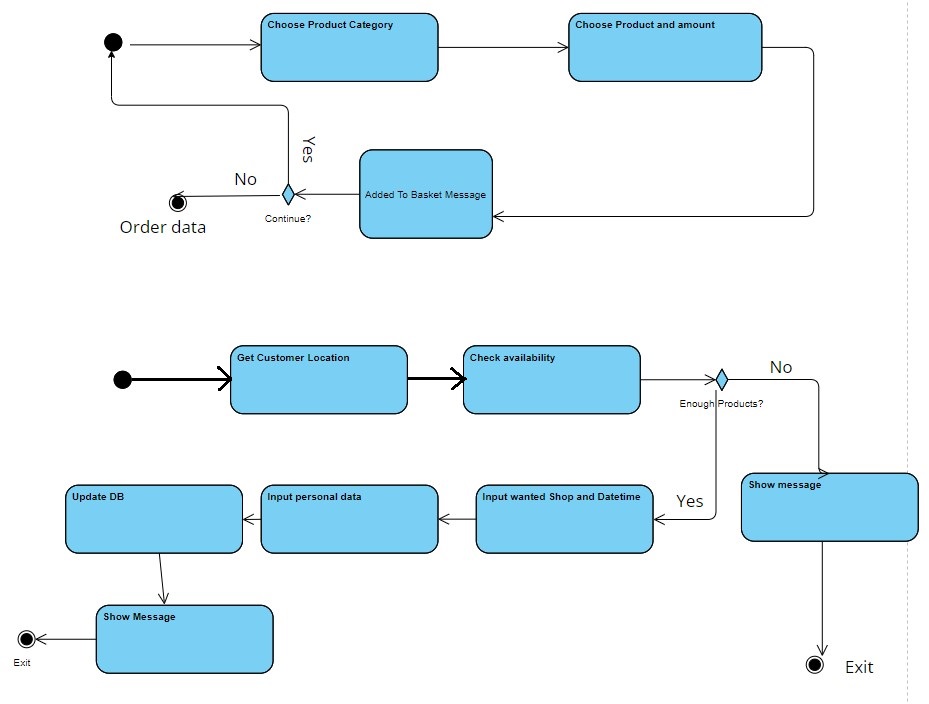 Choose Product Category
Choose Product and amount
Yes
Added To Basket Message
No
Continue?
Order data
Get Customer Location
Check availability
No
Enough Products?
Update DB
Input personal data
Input wanted Shop and Datetime
Yes
Show message
Show Message
Exit
Exit